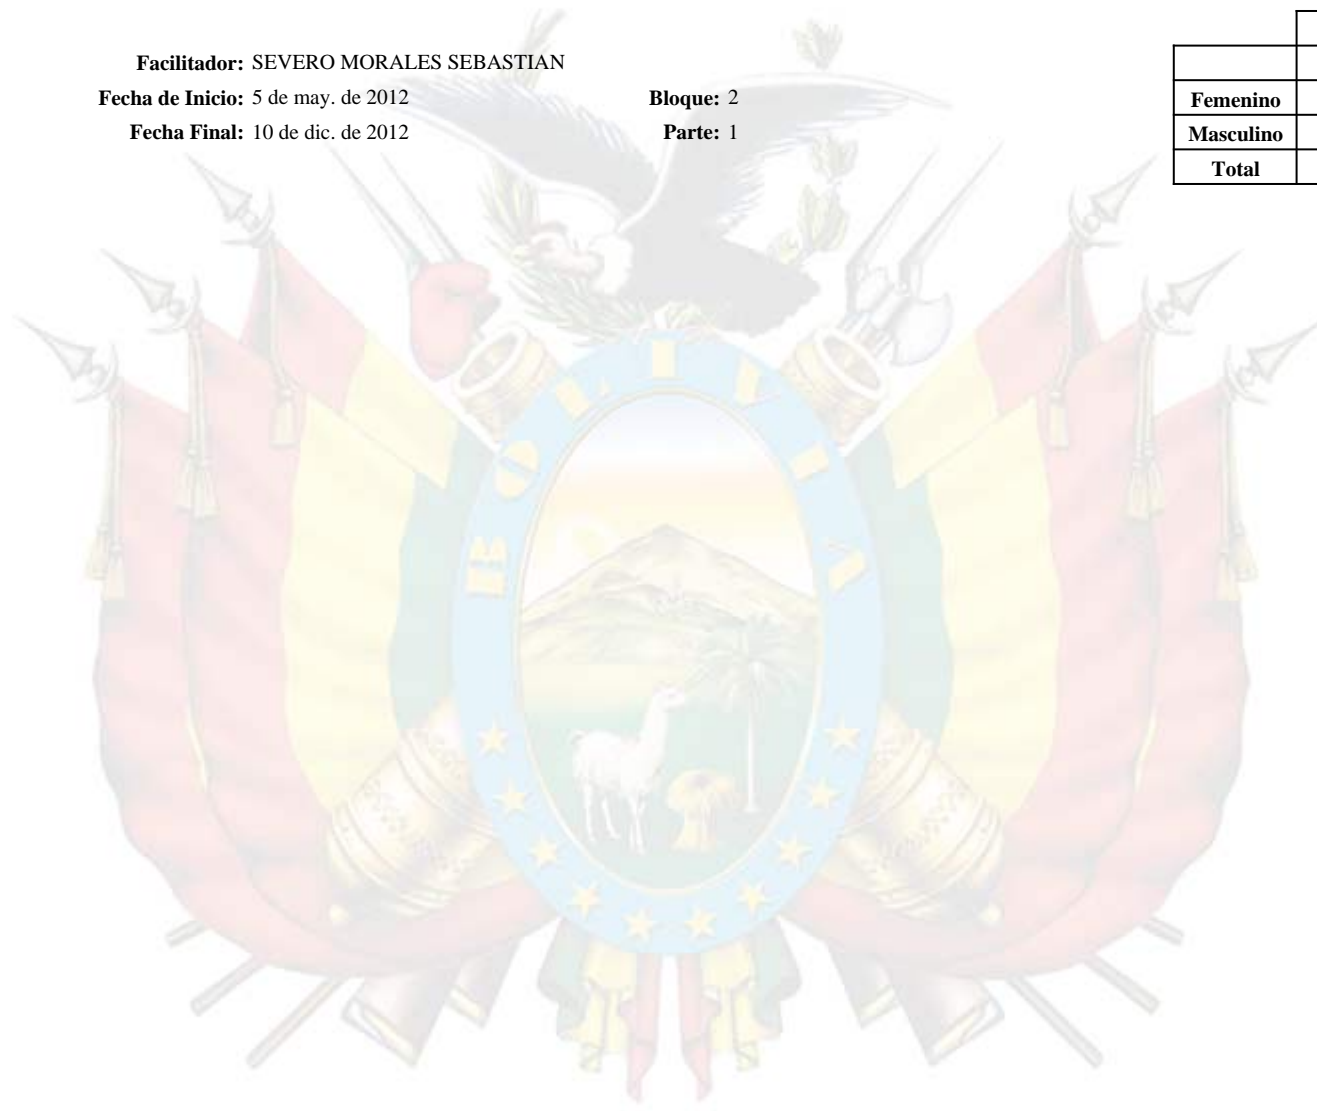 Facilitador: SEVERO MORALES SEBASTIAN
Fecha de Inicio: 5 de may. de 2012 Bloque: 2
Fecha Final: 10 de dic. de 2012 Parte: 1
Femenino
Masculino
Total
BOLIVIA